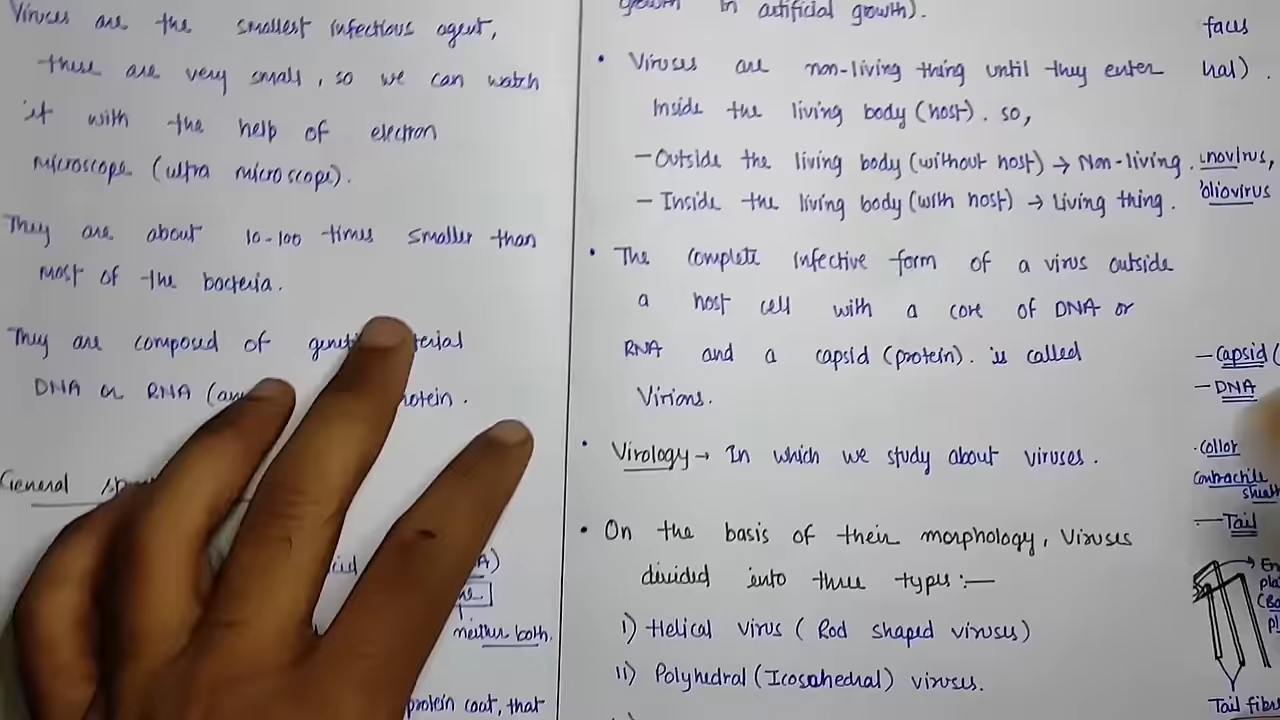 Viruses are the smallest infectious agent,
these are very small, so we can watch
it with the help of electron
microscope (ultra microscope).
They are about 10-100 times smaller than
most of the bacteria.
They are composed of
DNA or RNA
General
neither both.
protein coat, that
growth in artificial growth).
• Viruses are non-living thing until they enter
Inside the living body (host). so,
- Outside the living body (without host) → Non-living.
- Inside the living body (with host) → Living thing.
• The complete infective form of a virus outside
a host cell with a core of DNA or
RNA and a capsid (protein). is called
Virions.
• Virology → In which we study about viruses.
• On the basis of their morphology, Viruses
divided into three types :—
i) Helical virus ( Rod shaped viruses)
ii) Polyhedral (Icosahedral) viruses.
faces
- Capsid (
- DNA
Collor
Contractile
sheath
- Tail
Tail fibr